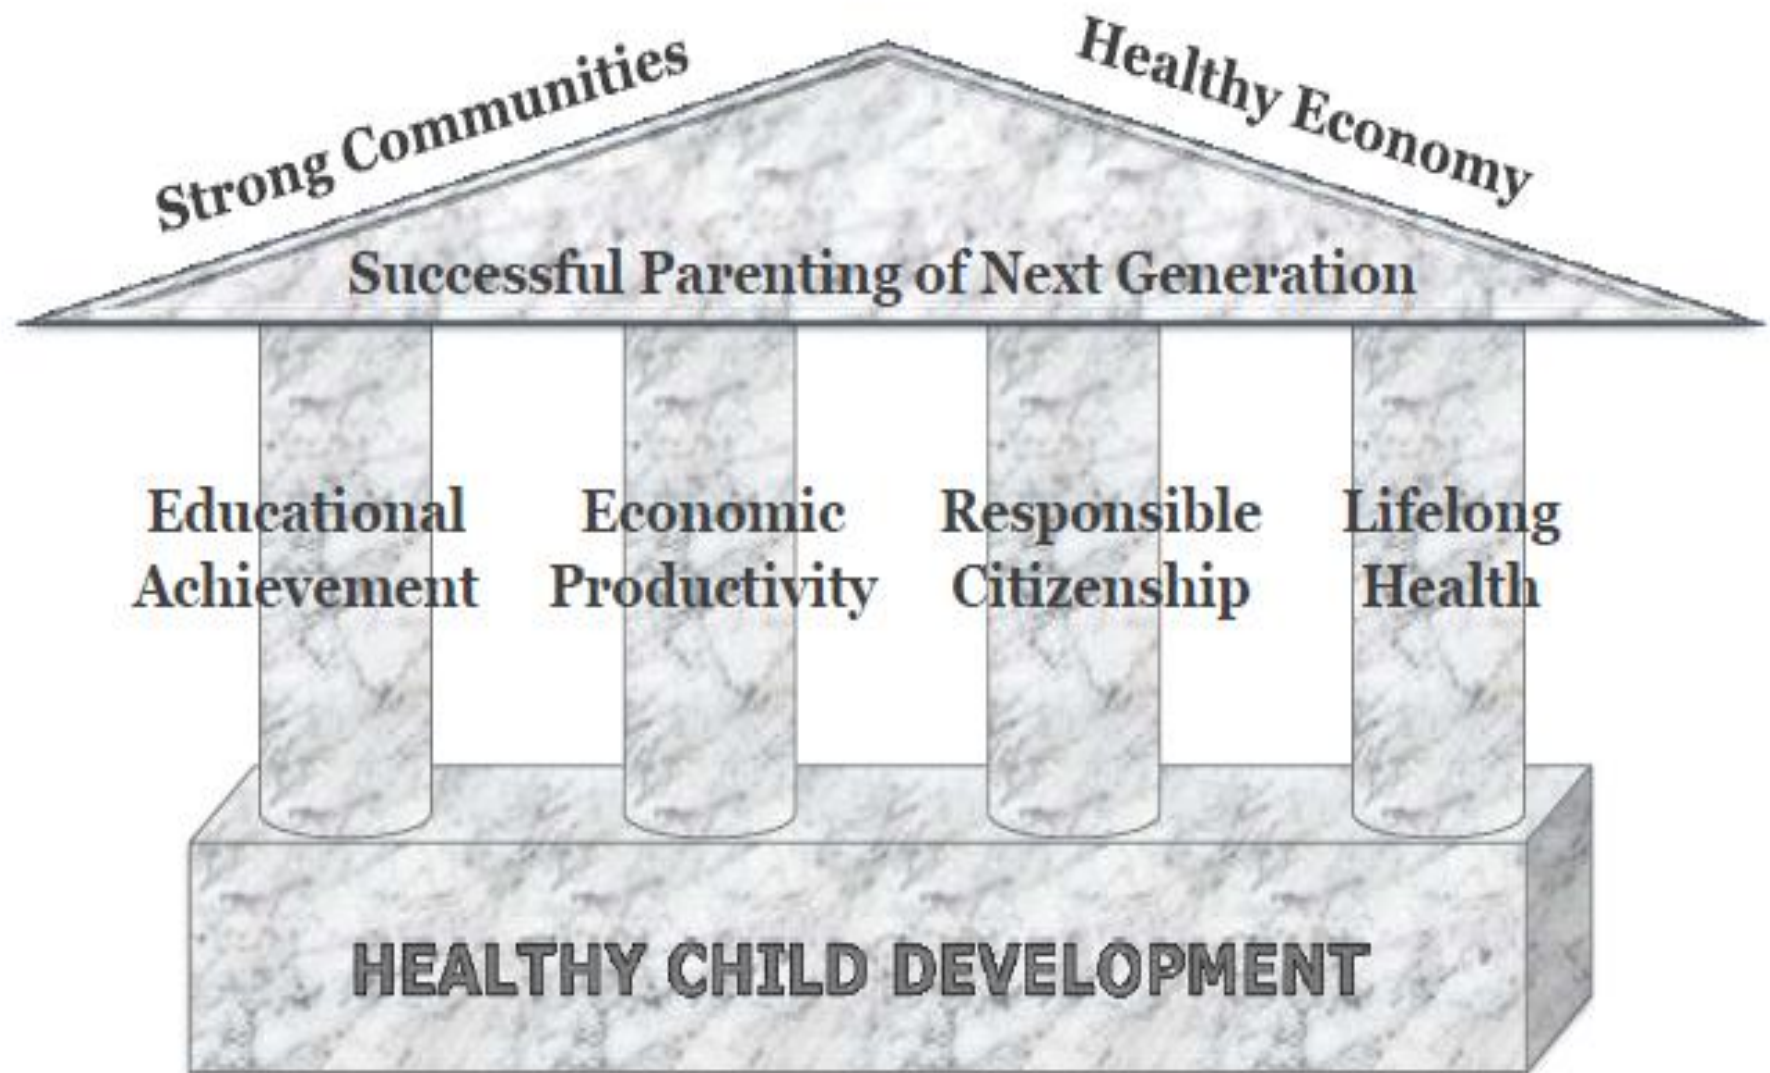 Strong Communities
Healthy Economy
Successful Parenting of Next Generation
Educational
Achievement
Economic
Productivity
Responsible
Citizenship
Lifelong
Health
HEALTHY CHILD DEVELOPMENT